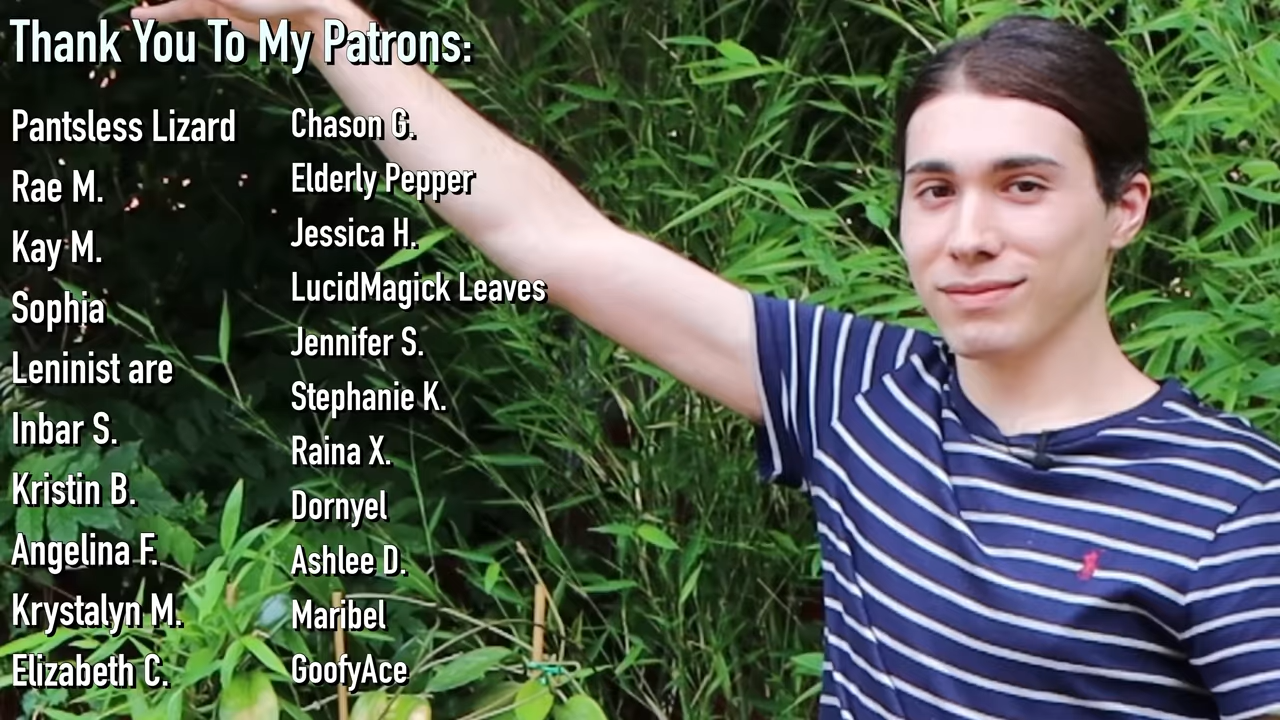 Thank You To My Patrons:
Pantsless Lizard
Rae M.
Kay M.
Sophia
Leninist are
Inbar S.
Kristin B.
Angelina F.
Krystalyn M.
Elizabeth C.
Chason G.
Elderly Pepper
Jessica H.
LucidMagick Leaves
Jennifer S.
Stephanie K.
Raina X.
Dornyel
Ashlee D.
Maribel
GoofyAce